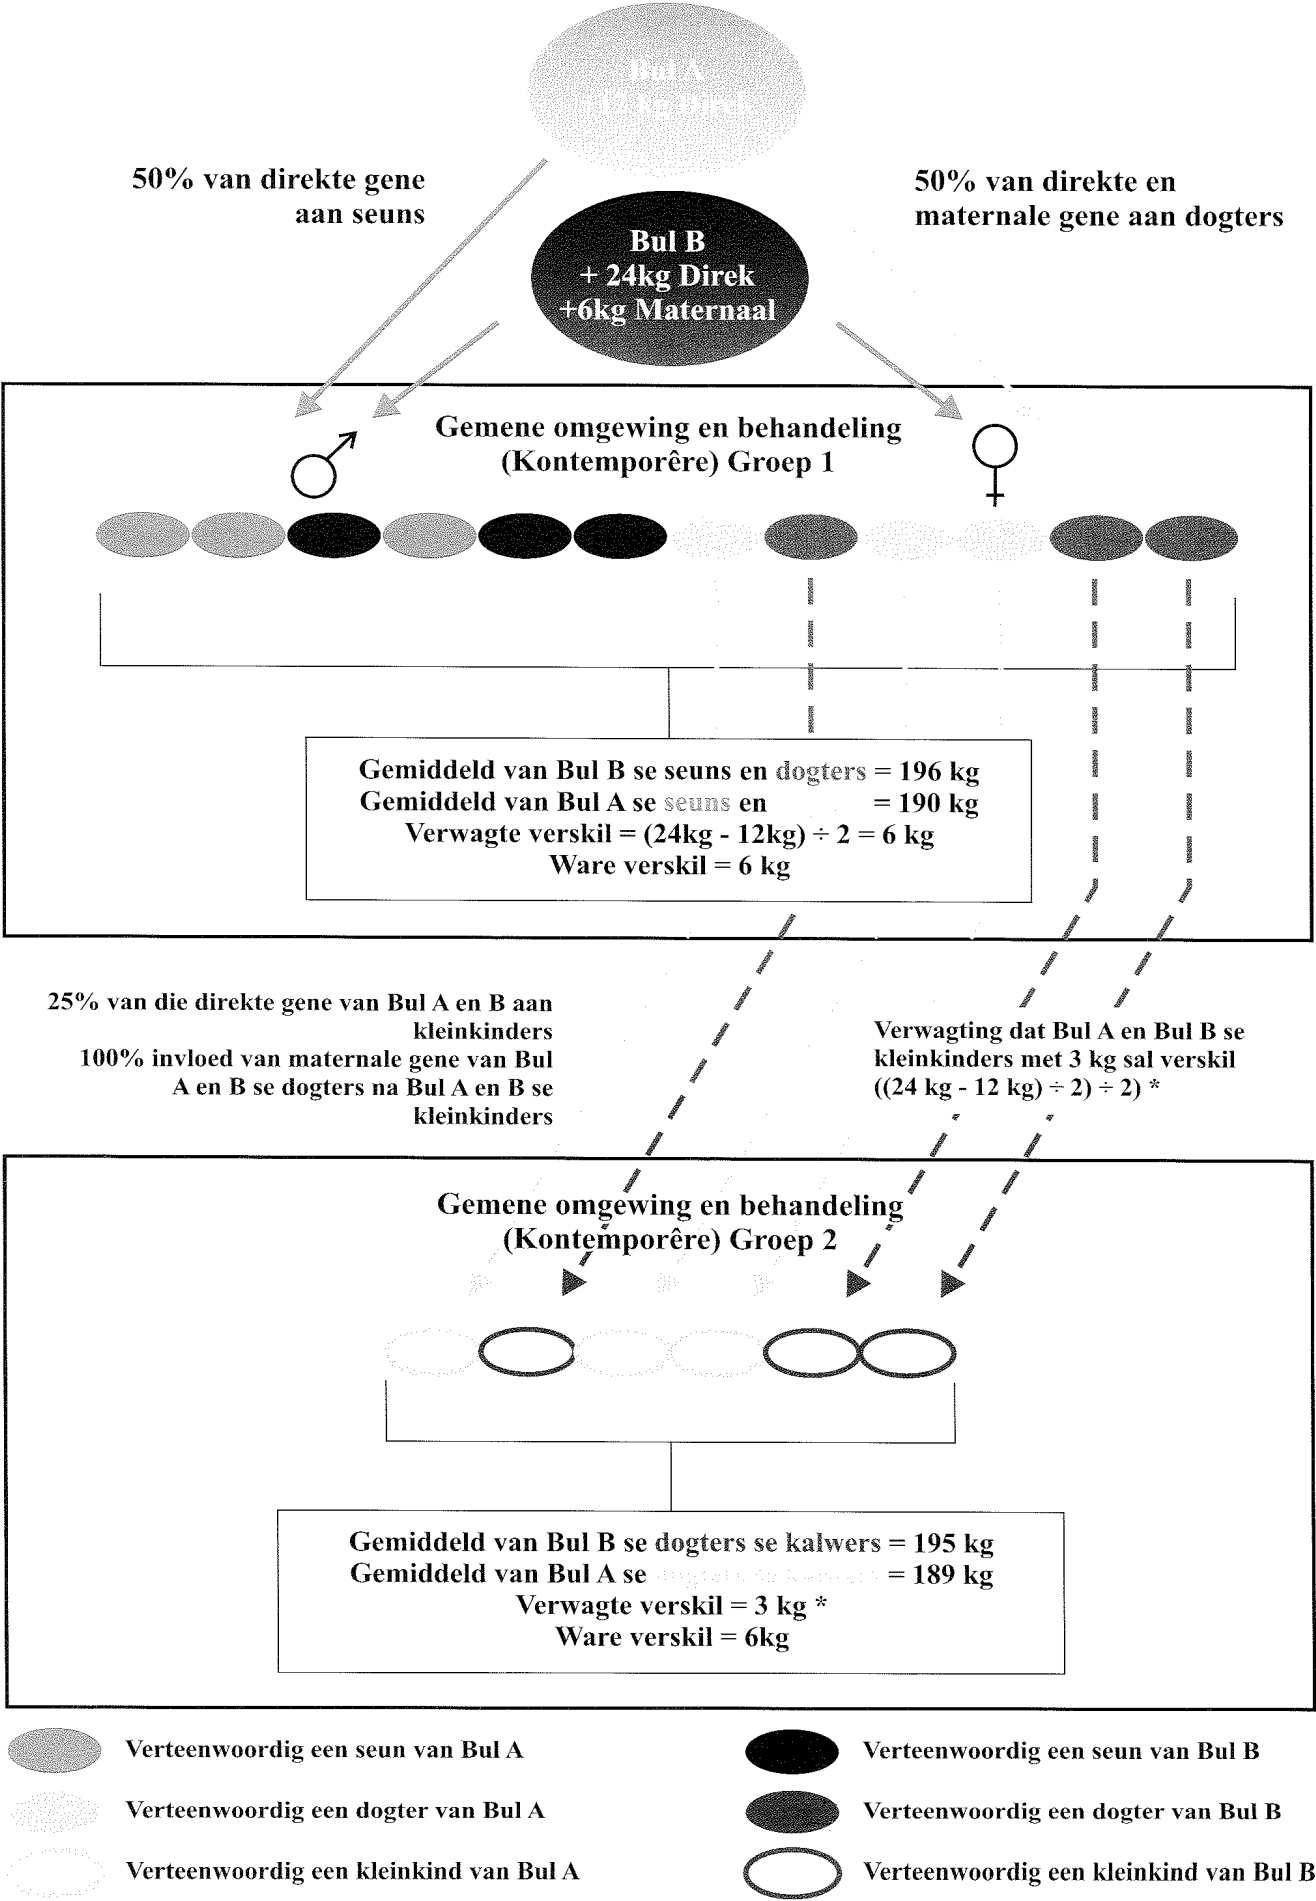 Bul A
50% van direkte gene
aan seuns
50% van direkte en
maternale gene aan dogters
Bul B
+ 24kg Direk
+6kg Maternaal
Gemene omgewing en behandeling
(Kontemporêre) Groep 1
Gemiddeld van Bul B se seuns en dogters = 196 kg
Gemiddeld van Bul A se seuns en = 190 kg
Verwagte verskil = (24kg - 12kg) ÷ 2 = 6 kg
Ware verskil = 6 kg
25% van die direkte gene van Bul A en B aan
kleinkinders
100% invloed van maternale gene van Bul
A en B se dogters na Bul A en B se
kleinkinders
Verwagting dat Bul A en Bul B se
kleinkinders met 3 kg sal verskil
((24 kg - 12 kg) ÷ 2) ÷ 2) *
Gemene omgewing en behandeling
(Kontemporêre) Groep 2
Gemiddeld van Bul B se dogters se kalwers = 195 kg
Gemiddeld van Bul A se = 189 kg
Verwagte verskil = 3 kg *
Ware verskil = 6kg
Verteenwoordig een seun van Bul A
Verteenwoordig een dogter van Bul A
Verteenwoordig een kleinkind van Bul A
Verteenwoordig een seun van Bul B
Verteenwoordig een dogter van Bul B
Verteenwoordig een kleinkind van Bul B